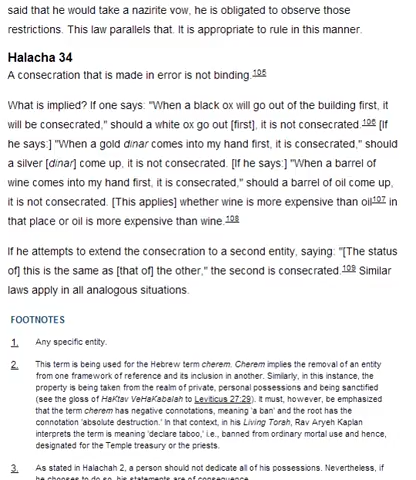 said that he would take a nazirite vow, he is obligated to observe those
restrictions. This law parallels that. It is appropriate to rule in this manner.
Halacha 34
A consecration that is made in error is not binding.105
What is implied? If one says: "When a black ox will go out of the building first, it
will be consecrated," should a white ox go out [first], it is not consecrated.106 [If
he says:] "When a gold dinar comes into my hand first, it is consecrated," should
a silver [dinar] come up, it is not consecrated. [If he says:] "When a barrel of
wine comes into my hand first, it is consecrated," should a barrel of oil come up,
it is not consecrated. [This applies] whether wine is more expensive than oil107 in
that place or oil is more expensive than wine.108
If he attempts to extend the consecration to a second entity, saying: "[The status
of] this is the same as [that of] the other," the second is consecrated.109 Similar
laws apply in all analogous situations.
FOOTNOTES
1. Any specific entity.
2. This term is being used for the Hebrew term cherem. Cherem implies the removal of an entity
from one framework of reference and its inclusion in another. Similarly, in this instance, the
property is being taken from the realm of private, personal possessions and being sanctified
(see the gloss of HaKtav VeHaKabalah to Leviticus 27:29). It must, however, be emphasized
that the term cherem has negative connotations, meaning 'a ban' and the root has the
connotation 'absolute destruction.' In that context, in his Living Torah, Rav Aryeh Kaplan
interprets the term is meaning 'declare taboo,' i.e., banned from ordinary mortal use and hence,
designated for the Temple treasury or the priests.
3. As stated in Halachah 2, a person should not dedicate all of his possessions. Nevertheless, if
he chooses to do so, his statements are of consequence.